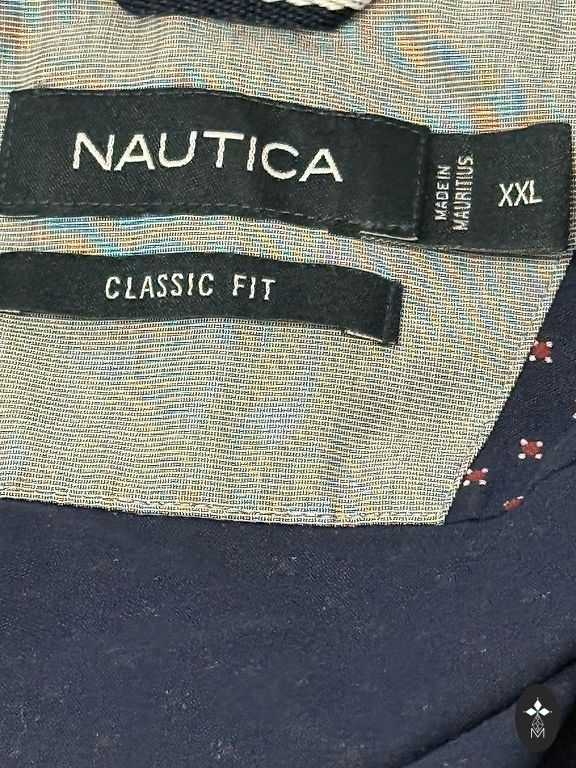 NAUTICA
MADE IN
MAURITIUS
XXL
CLASSIC FIT
M